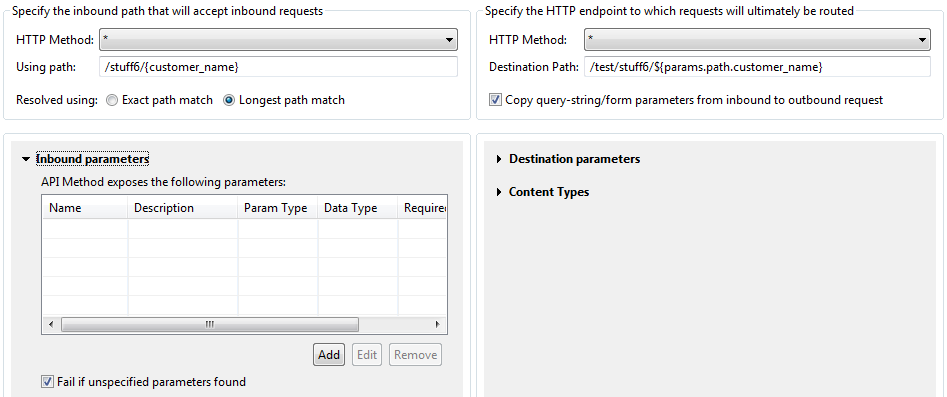 Specify the inbound path that will accept inbound requests
HTTP Method: *
Using path: /stuff6/{customer_name}
Resolved using: Exact path match Longest path match
Specify the HTTP endpoint to which requests will ultimately be routed
HTTP Method: *
Destination Path: /test/stuff6/${params.path.customer_name}
Copy query-string/form parameters from inbound to outbound request
Inbound parameters
API Method exposes the following parameters:
Name Description Param Type Data Type Required
Add Edit Remove
Fail if unspecified parameters found
Destination parameters
Content Types